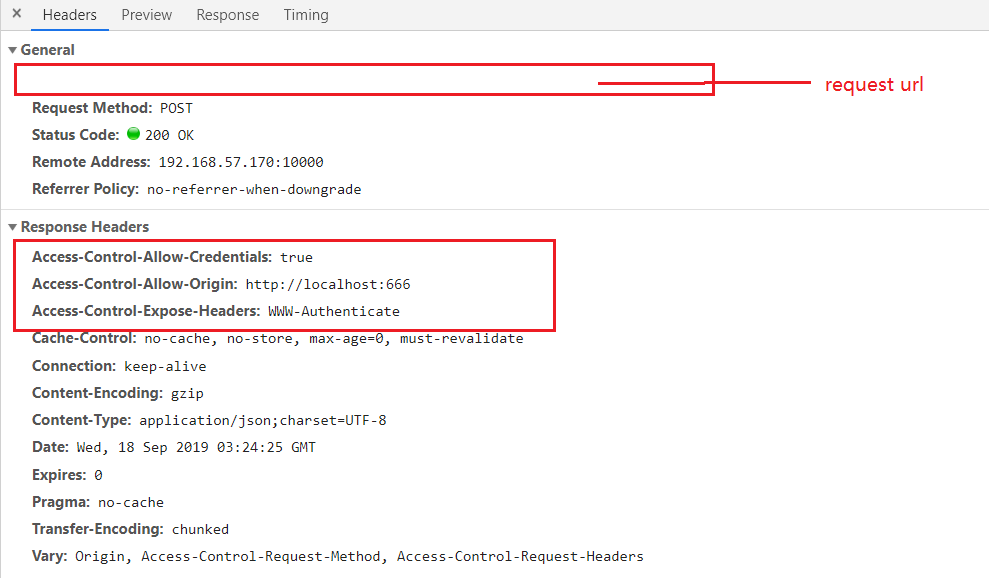 × Headers Preview Response Timing
▼ General
request url
Request Method: POST
Status Code: 200 OK
Remote Address: 192.168.57.170:10000
Referrer Policy: no-referrer-when-downgrade
▼ Response Headers
Access-Control-Allow-Credentials: true
Access-Control-Allow-Origin: http://localhost:666
Access-Control-Expose-Headers: WWW-Authenticate
Cache-Control: no-cache, no-store, max-age=0, must-revalidate
Connection: keep-alive
Content-Encoding: gzip
Content-Type: application/json;charset=UTF-8
Date: Wed, 18 Sep 2019 03:24:25 GMT
Expires: 0
Pragma: no-cache
Transfer-Encoding: chunked
Vary: Origin, Access-Control-Request-Method, Access-Control-Request-Headers